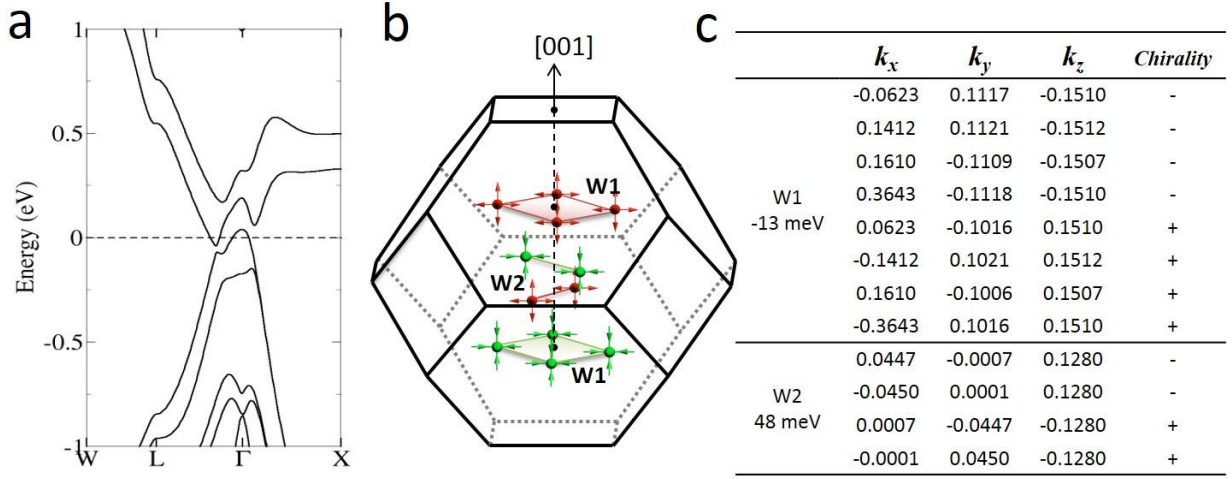 a
1
0.5
0
-0.5
-1
Energy (eV)
W L Γ X
b
[001]
W1
W2
W1
c
kx ky kz Chirality
W1
-13 meV
-0.0623 0.1117 -0.1510 -
0.1412 0.1121 -0.1512 -
0.1610 -0.1109 -0.1507 -
0.3643 -0.1118 -0.1510 -
0.0623 -0.1016 0.1510 +
-0.1412 0.1021 0.1512 +
0.1610 -0.1006 0.1507 +
-0.3643 0.1016 0.1510 +
W2
48 meV
0.0447 -0.0007 0.1280 -
-0.0450 0.0001 0.1280 -
0.0007 -0.0447 -0.1280 +
-0.0001 0.0450 -0.1280 +